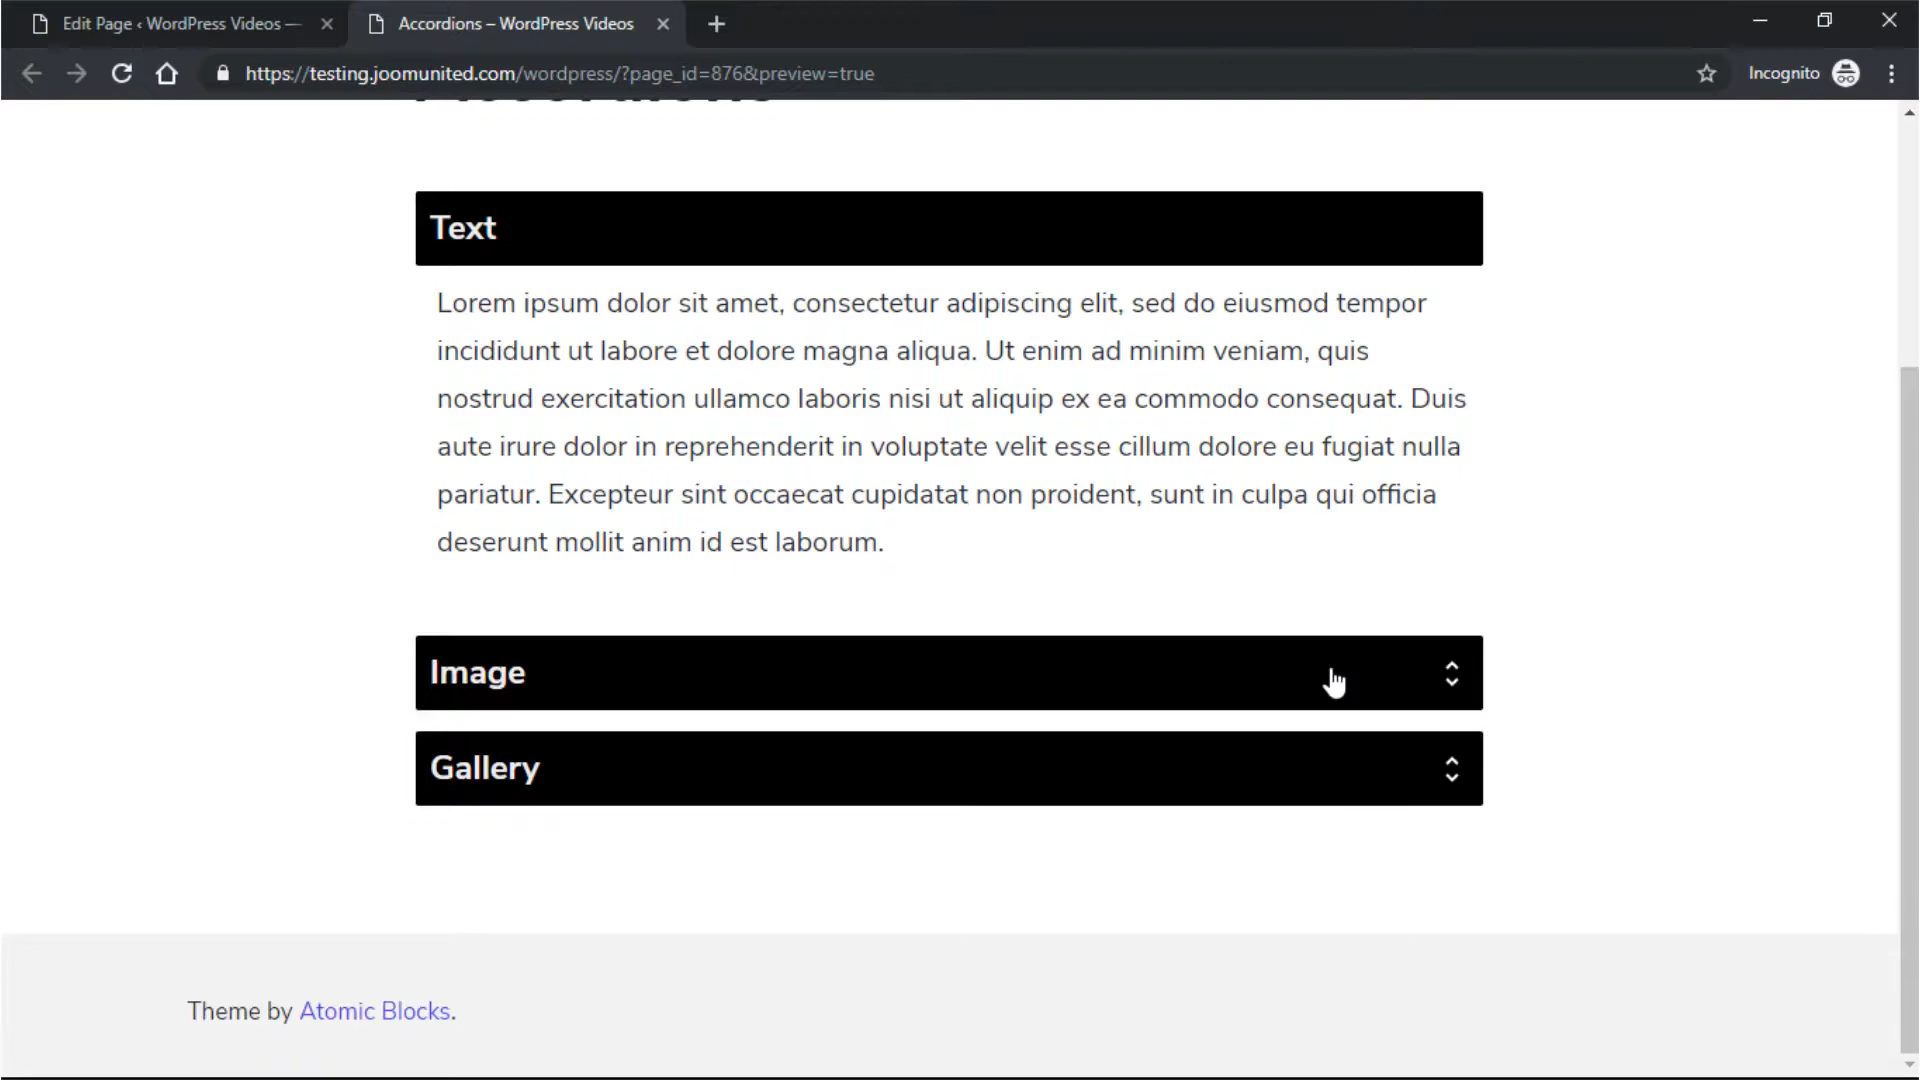 Edit Page ‹ WordPress Videos —
Accordions – WordPress Videos
https://testing.joomunited.com/wordpress/?page_id=876&preview=true
Incognito
Text
Lorem ipsum dolor sit amet, consectetur adipiscing elit, sed do eiusmod tempor
incididunt ut labore et dolore magna aliqua. Ut enim ad minim veniam, quis
nostrud exercitation ullamco laboris nisi ut aliquip ex ea commodo consequat. Duis
aute irure dolor in reprehenderit in voluptate velit esse cillum dolore eu fugiat nulla
pariatur. Excepteur sint occaecat cupidatat non proident, sunt in culpa qui officia
deserunt mollit anim id est laborum.
Image
Gallery
Theme by Atomic Blocks.